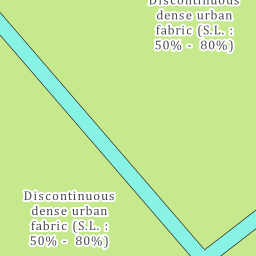 Discontinuous
dense urban
fabric (S.L. :
50% -  80%)
Discontinuous
dense urban
fabric (S.L. :
50% -  80%)